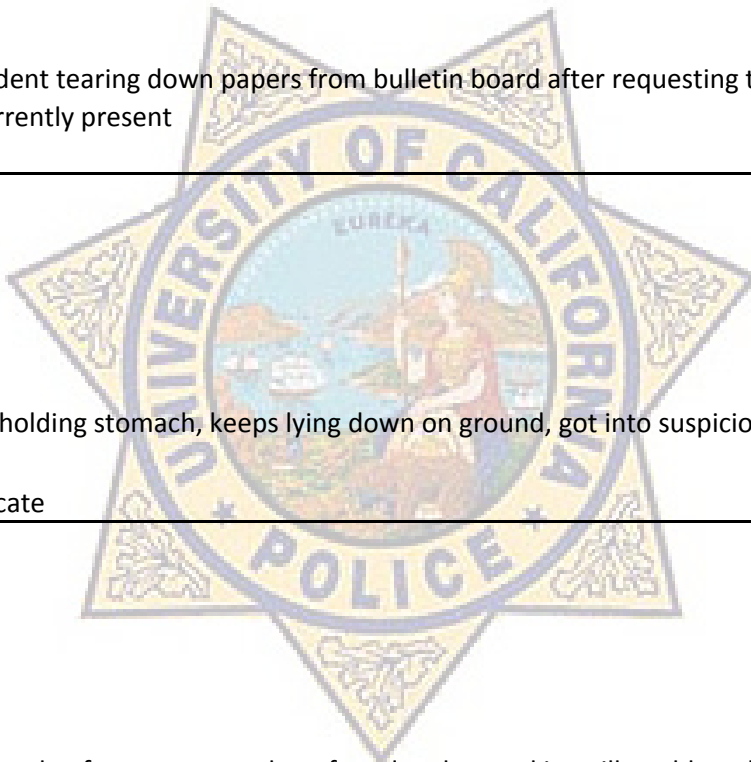 dent tearing down papers from bulletin board after requesting t
rrently present
UNIVERSITY OF CALIFORNIA
EUREKA
holding stomach, keeps lying down on ground, got into suspicio
cate
POLICE